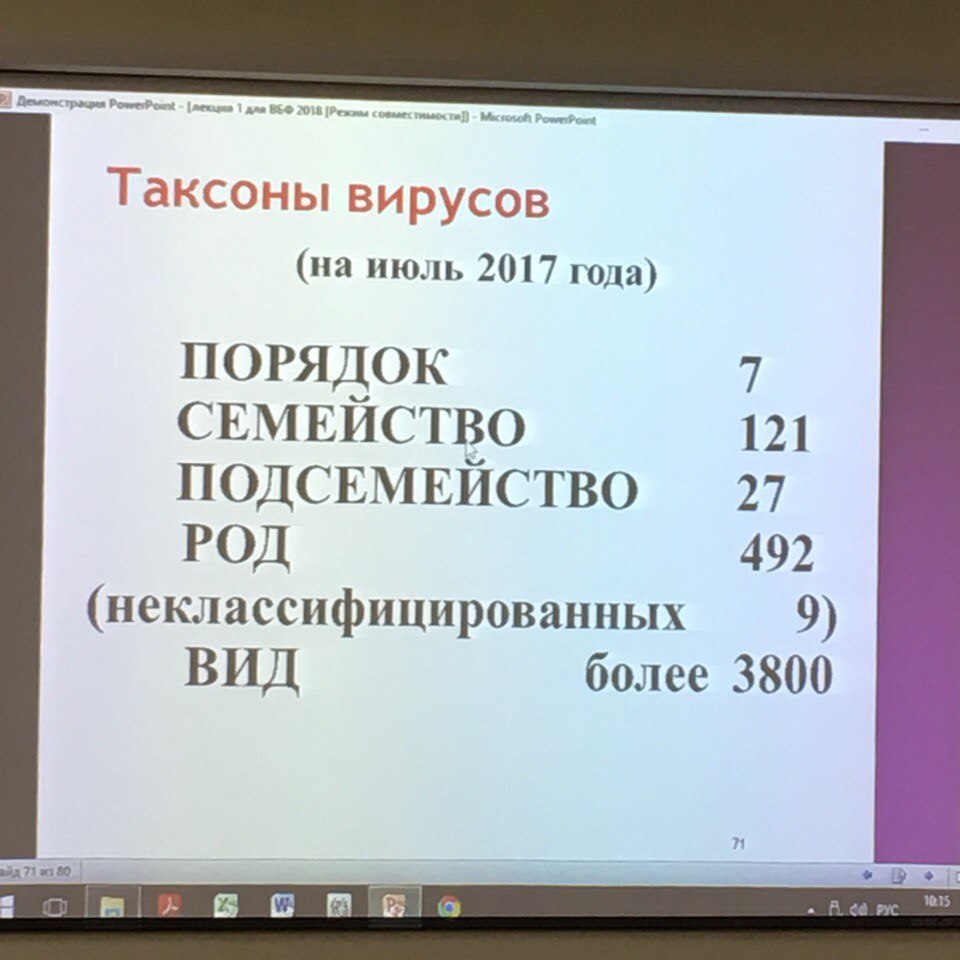 Демонстрация PowerPoint - [лекция 1 для ВБФ 2018 [Режим совместимости]] - Microsoft PowerPoint
Таксоны вирусов
(на июль 2017 года)
ПОРЯДОК 7
СЕМЕЙСТВО 121
ПОДСЕМЕЙСТВО 27
РОД 492
(неклассифицированных 9)
ВИД более 3800
71
айд 71 из 80
РУС 10:15